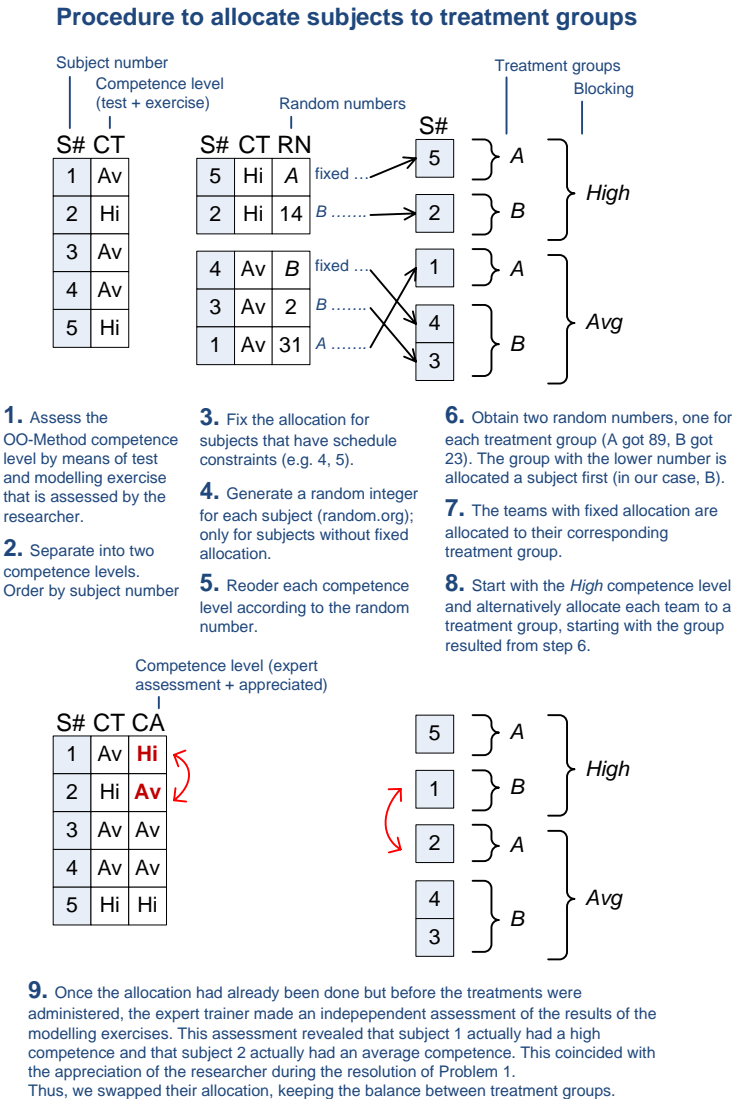 Procedure to allocate subjects to treatment groups
Subject number
Competence level
(test + exercise)
Random numbers
Treatment groups
Blocking
S# CT
1 Av
2 Hi
3 Av
4 Av
5 Hi
S# CT RN
5 Hi A fixed ...
2 Hi 14 B .......
4 Av B fixed ...
3 Av 2 B .......
1 Av 31 A .......
S#
5 A
2 B
High
1 A
4
3
B
Avg
1. Assess the
OO-Method competence
level by means of test
and modelling exercise
that is assessed by the
researcher.
2. Separate into two
competence levels.
Order by subject number
3. Fix the allocation for
subjects that have schedule
constraints (e.g. 4, 5).
4. Generate a random integer
for each subject (random.org);
only for subjects without fixed
allocation.
5. Reoder each competence
level according to the random
number.
6. Obtain two random numbers, one for
each treatment group (A got 89, B got
23). The group with the lower number is
allocated a subject first (in our case, B).
7. The teams with fixed allocation are
allocated to their corresponding
treatment group.
8. Start with the High competence level
and alternatively allocate each team to a
treatment group, starting with the group
resulted from step 6.
Competence level (expert
assessment + appreciated)
S# CT CA
1 Av Hi
2 Hi Av
3 Av Av
4 Av Av
5 Hi Hi
5 A
1 B
High
2 A
4
3
B
Avg
9. Once the allocation had already been done but before the treatments were
administered, the expert trainer made an indepependent assessment of the results of the
modelling exercises. This assessment revealed that subject 1 actually had a high
competence and that subject 2 actually had an average competence. This coincided with
the appreciation of the researcher during the resolution of Problem 1.
Thus, we swapped their allocation, keeping the balance between treatment groups.